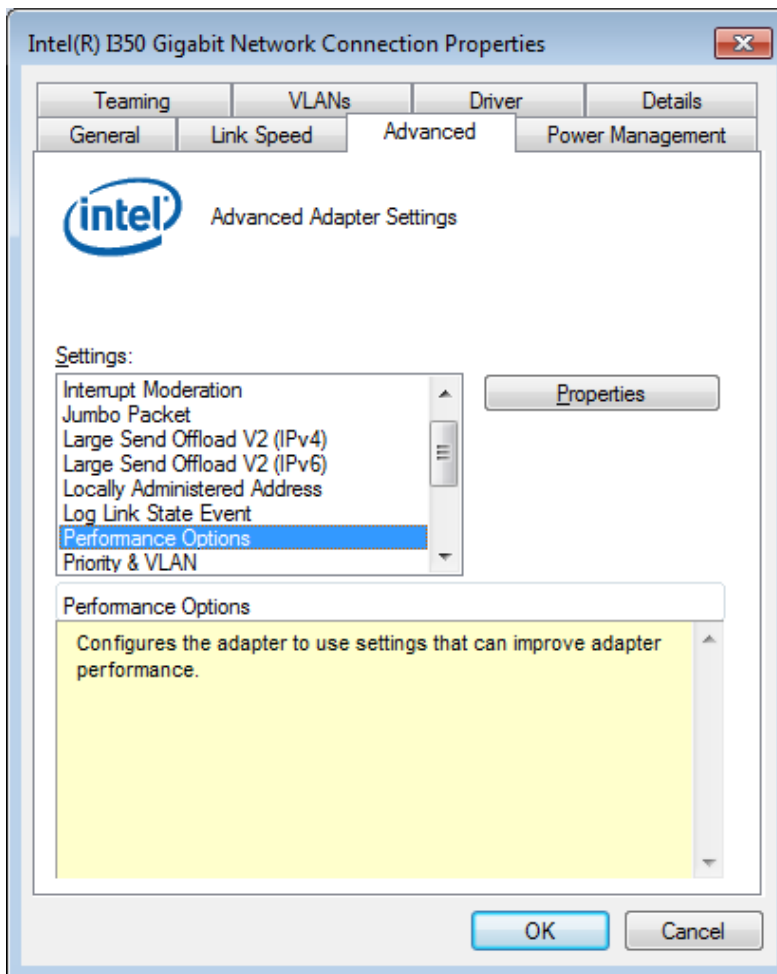 Intel(R) I350 Gigabit Network Connection Properties
Teaming VLANs Driver Details
General Link Speed Advanced Power Management
intel Advanced Adapter Settings
Settings:
Interrupt Moderation
Properties
Jumbo Packet
Large Send Offload V2 (IPv4)
Large Send Offload V2 (IPv6)
Locally Administered Address
Log Link State Event
Performance Options
Priority & VLAN
Performance Options
Configures the adapter to use settings that can improve adapter
performance.
OK Cancel